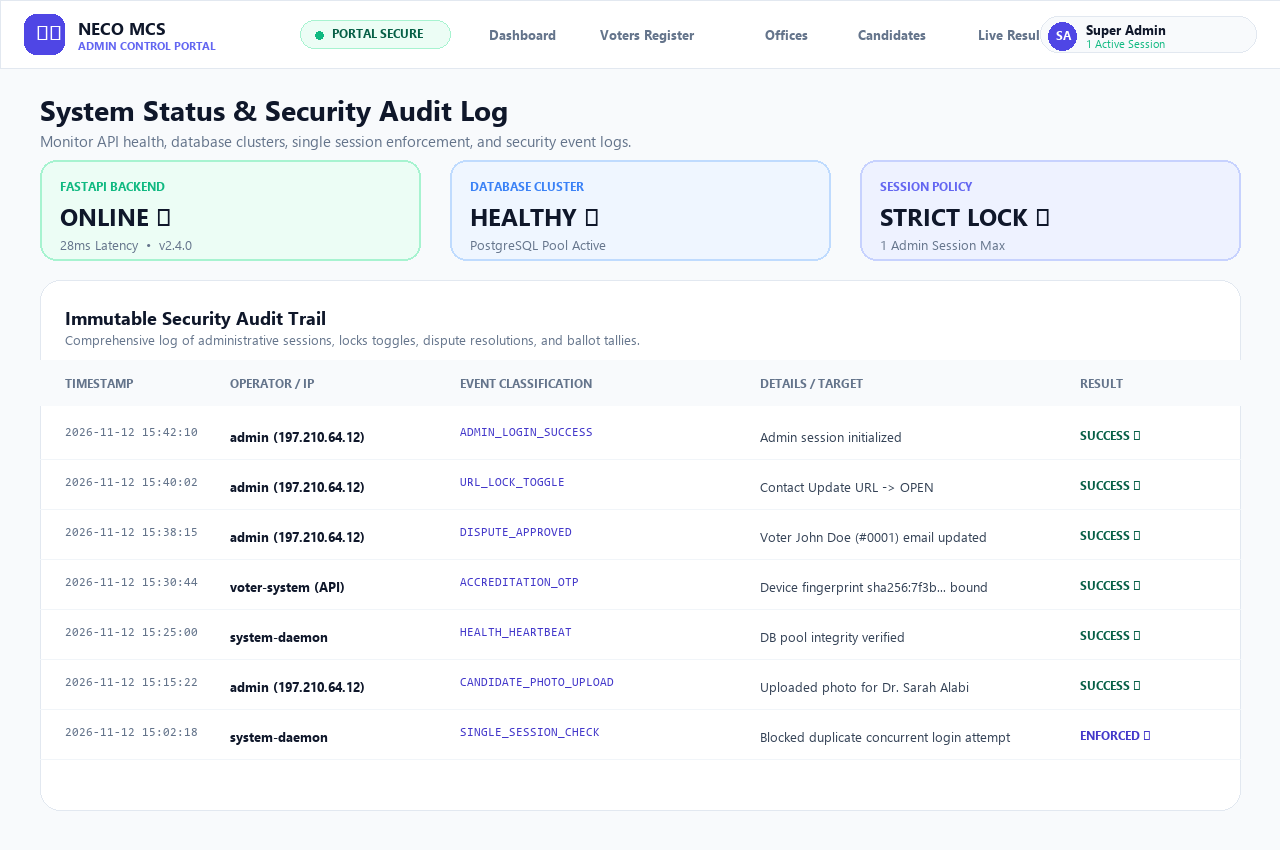 NECO MCS
ADMIN CONTROL PORTAL
PORTAL SECURE
Dashboard
Voters Register
Offices
Candidates
Live Resul
SA
Super Admin
1 Active Session
System Status & Security Audit Log
Monitor API health, database clusters, single session enforcement, and security event logs.
FASTAPI BACKEND
ONLINE
28ms Latency • v2.4.0
DATABASE CLUSTER
HEALTHY
PostgreSQL Pool Active
SESSION POLICY
STRICT LOCK
1 Admin Session Max
Immutable Security Audit Trail
Comprehensive log of administrative sessions, locks toggles, dispute resolutions, and ballot tallies.
TIMESTAMP OPERATOR / IP EVENT CLASSIFICATION DETAILS / TARGET RESULT
2026-11-12 15:42:10 admin (197.210.64.12) ADMIN_LOGIN_SUCCESS Admin session initialized SUCCESS
2026-11-12 15:40:02 admin (197.210.64.12) URL_LOCK_TOGGLE Contact Update URL -> OPEN SUCCESS
2026-11-12 15:38:15 admin (197.210.64.12) DISPUTE_APPROVED Voter John Doe (#0001) email updated SUCCESS
2026-11-12 15:30:44 voter-system (API) ACCREDITATION_OTP Device fingerprint sha256:7f3b... bound SUCCESS
2026-11-12 15:25:00 system-daemon HEALTH_HEARTBEAT DB pool integrity verified SUCCESS
2026-11-12 15:15:22 admin (197.210.64.12) CANDIDATE_PHOTO_UPLOAD Uploaded photo for Dr. Sarah Alabi SUCCESS
2026-11-12 15:02:18 system-daemon SINGLE_SESSION_CHECK Blocked duplicate concurrent login attempt ENFORCED